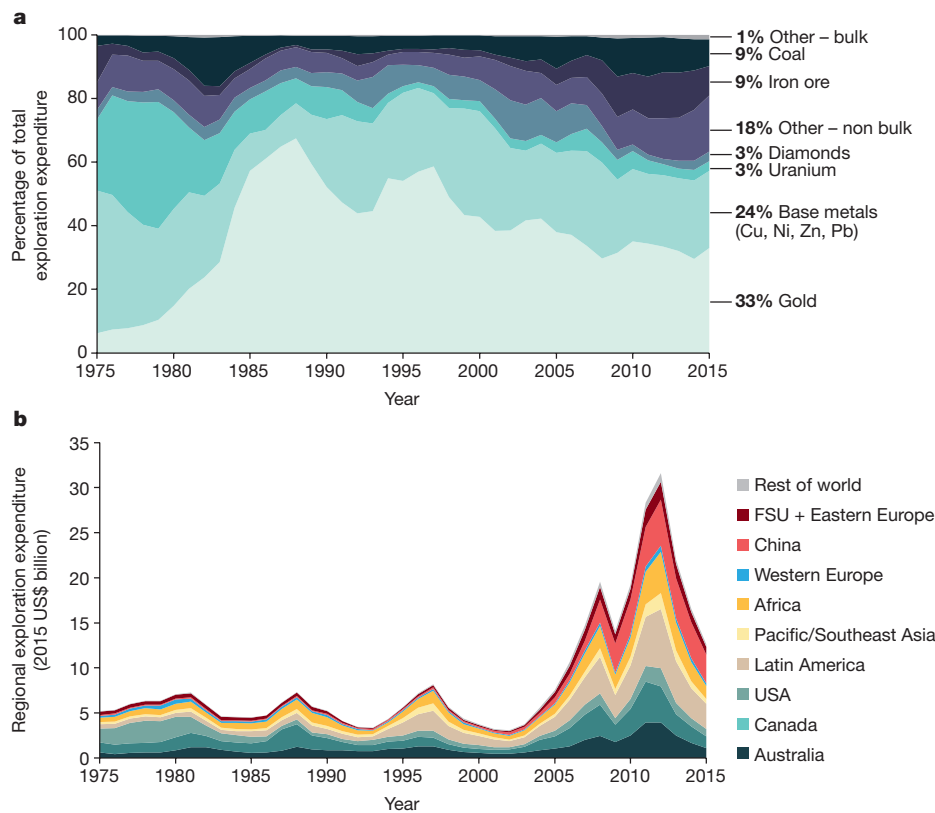 a
100
80
60
40
20
0
Percentage of total
exploration expenditure
1975 1980 1985 1990 1995 2000 2005 2010 2015
Year
1% Other – bulk
9% Coal
9% Iron ore
18% Other – non bulk
3% Diamonds
3% Uranium
24% Base metals
(Cu, Ni, Zn, Pb)
33% Gold
b
35
30
25
20
15
10
5
0
Regional exploration expenditure
(2015 US$ billion)
1975 1980 1985 1990 1995 2000 2005 2010 2015
Year
Rest of world
FSU + Eastern Europe
China
Western Europe
Africa
Pacific/Southeast Asia
Latin America
USA
Canada
Australia